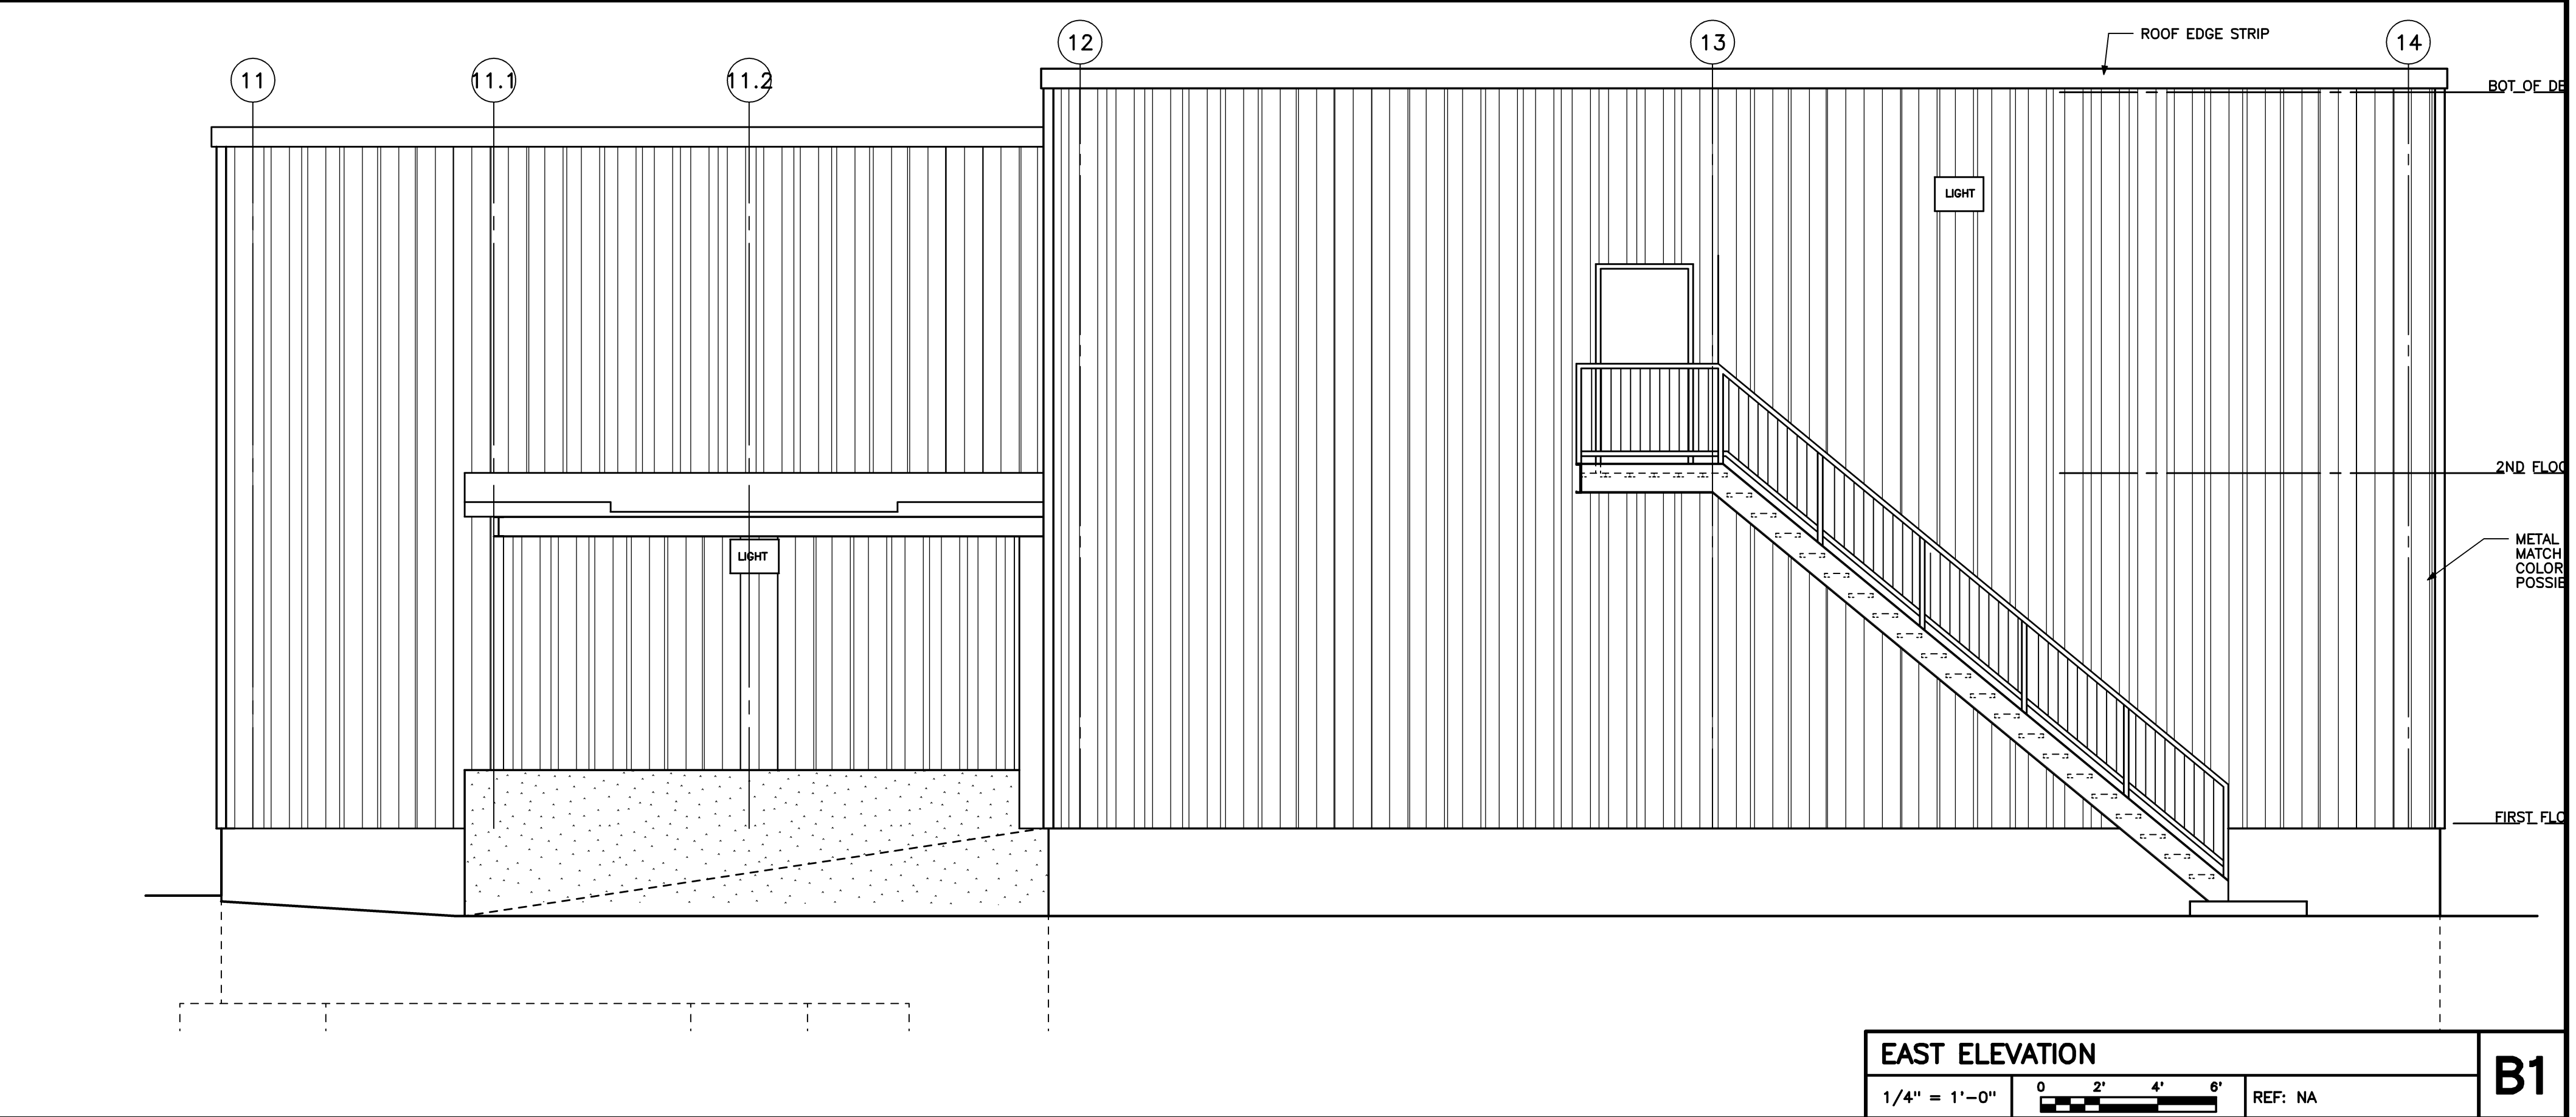 12
13
ROOF EDGE STRIP
14
11
11.1
11.2
BOT OF DE
LIGHT
2ND FLOO
LIGHT
METAL
MATCH
COLOR
POSSIB
FIRST FLO
EAST ELEVATION
B1
1/4" = 1'-0"
0 2' 4' 6'
REF: NA